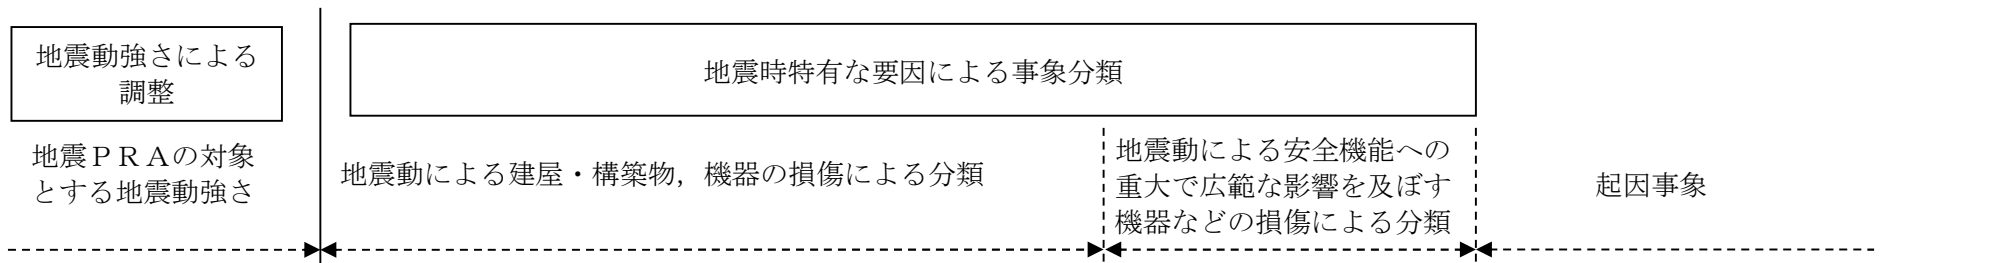 地震動強さによる
調整
地震時特有な要因による事象分類
地震ＰＲＡの対象
とする地震動強さ
地震動による建屋・構築物，機器の損傷による分類
地震動による安全機能への
重大で広範な影響を及ぼす
機器などの損傷による分類
起因事象